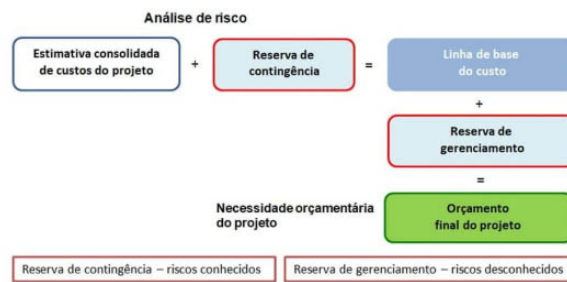 Análise de risco
Estimativa consolidada
de custos do projeto
+
Reserva de
contingência
=
Linha de base
do custo
+
Reserva de
gerenciamento
=
Necessidade orçamentária
do projeto
Orçamento
final do projeto
Reserva de contingência – riscos conhecidos
Reserva de gerenciamento – riscos desconhecidos